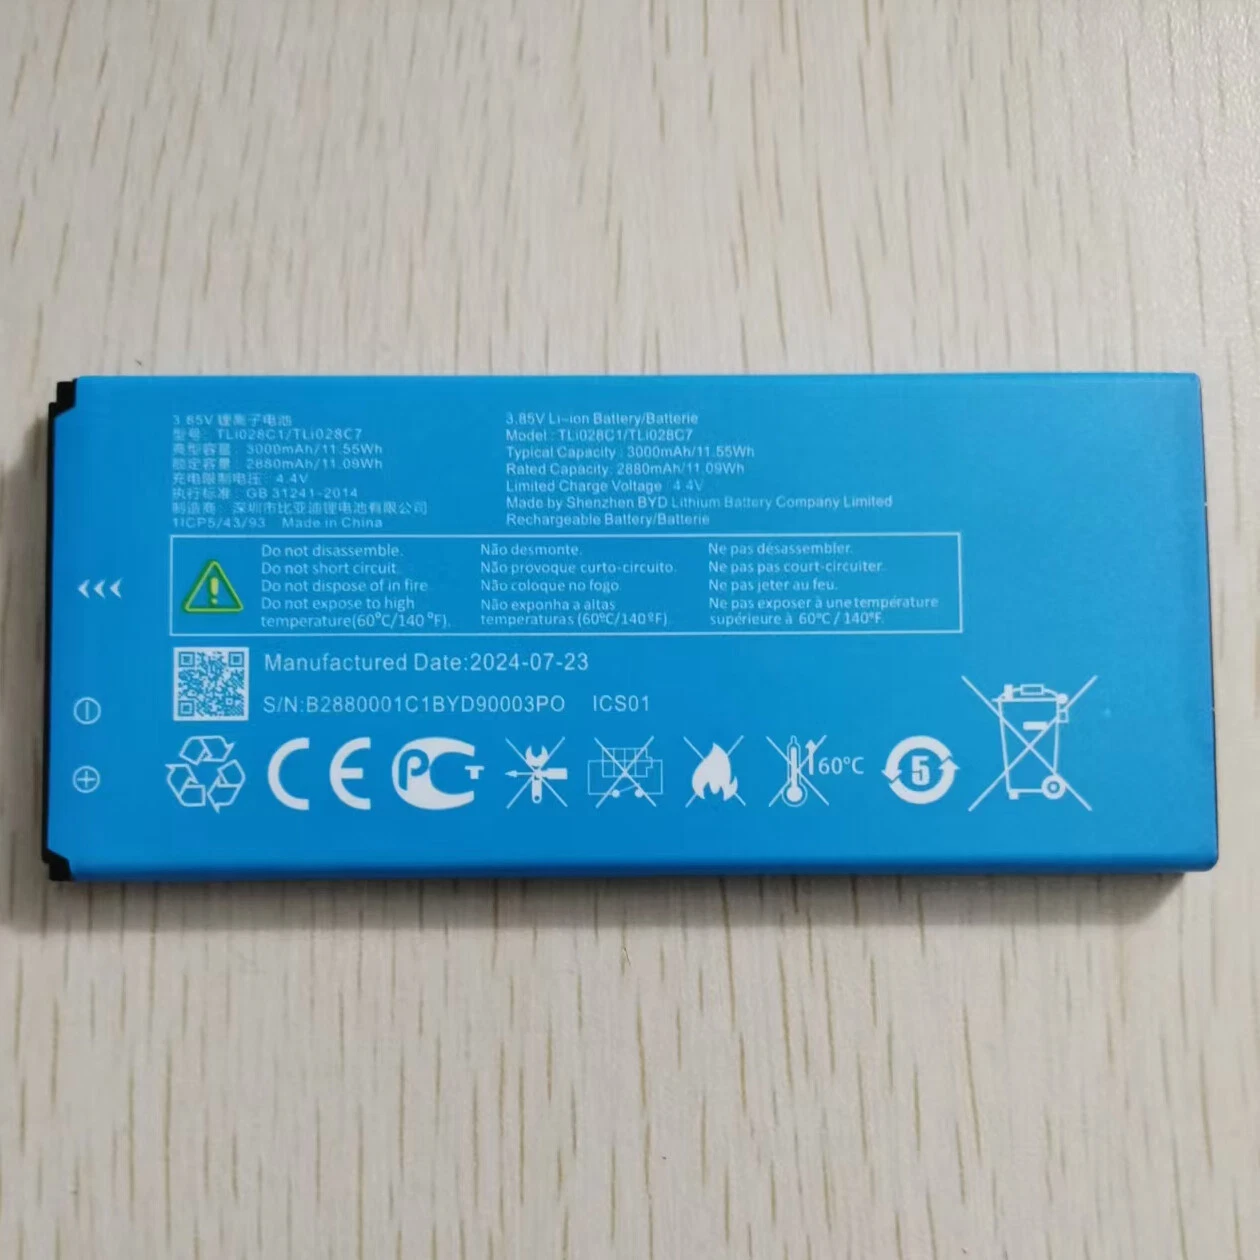 3.85V 锂离子电池
型号: TLi028C1/TLi028C7
典型容量: 3000mAh/11.55Wh
额定容量: 2880mAh/11.09Wh
充电限制电压: 4.4V
执行标准: GB 31241-2014
制造商: 深圳市比亚迪锂电池有限公司
1ICP5/43/93 Made in China
3.85V Li-ion Battery/Batterie
Model : TLi028C1/TLi028C7
Typical Capacity : 3000mAh/11.55Wh
Rated Capacity: 2880mAh/11.09Wh
Limited Charge Voltage : 4.4V
Made by Shenzhen BYD Lithium Battery Company Limited
Rechargeable Battery/Batterie
Do not disassemble.
Do not short circuit.
Do not dispose of in fire.
Do not expose to high
temperature(60ºC/140 ºF).
Não desmonte.
Não provoque curto-circuito.
Não coloque no fogo.
Não exponha a altas
temperaturas (60ºC/140ºF).
Ne pas désassembler.
Ne pas pas court-circuiter.
Ne pas jeter au feu.
Ne pas exposer à une température
supérieure à 60°C / 140°F.
Manufactured Date:2024-07-23
S/N:B2880001C1BYD90003PO ICS01
CE
PCT
60°C
5